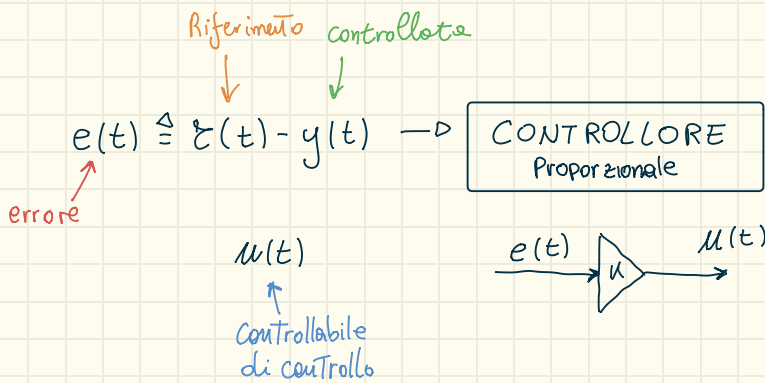 Riferimento controllata
e(t) ≜ r(t) - y(t) → CONTROLLORE
Proporzionale
errore
u(t)
e(t) K u(t)
Controllabile
di controllo